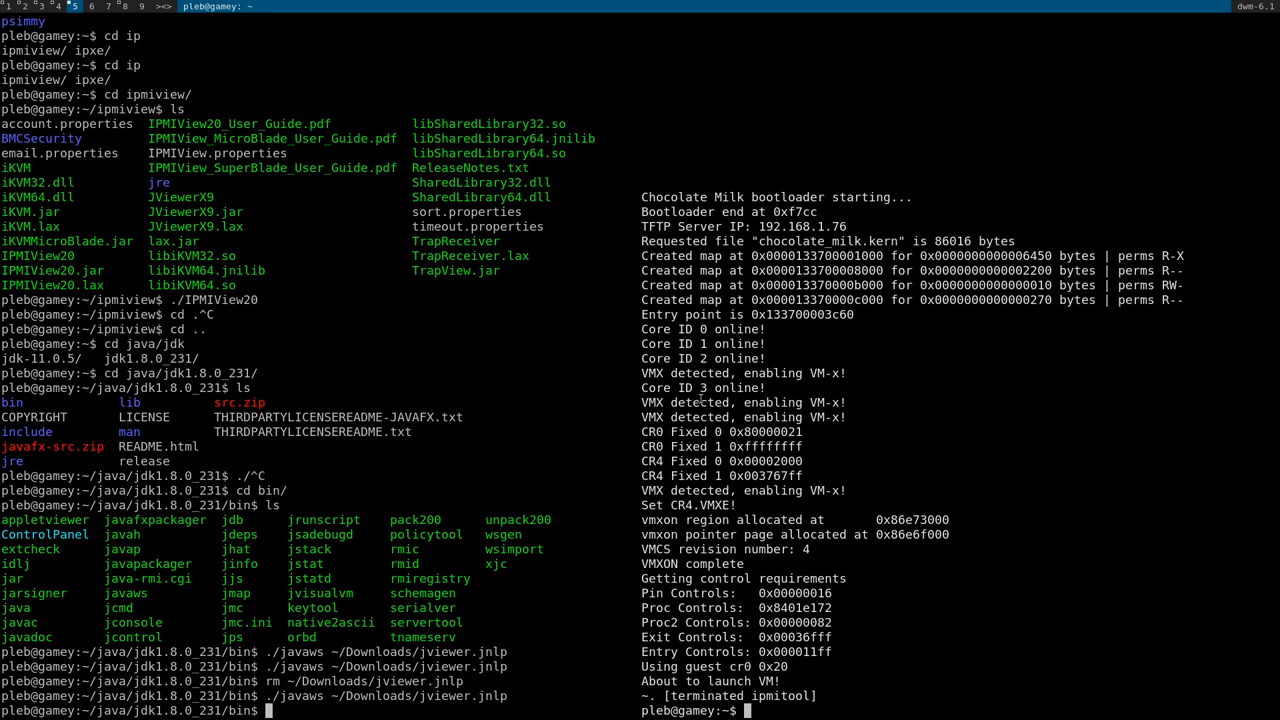 1 2 3 4 5 6 7 8 9 ><> pleb@gamey: ~ dwm-6.1
psimmy
pleb@gamey:~$ cd ip
ipmiview/ ipxe/
pleb@gamey:~$ cd ip
ipmiview/ ipxe/
pleb@gamey:~$ cd ipmiview/
pleb@gamey:~/ipmiview$ ls
account.properties IPMIView20_User_Guide.pdf libSharedLibrary32.so
BMCSecurity IPMIView_MicroBlade_User_Guide.pdf libSharedLibrary64.jnilib
email.properties IPMIView.properties libSharedLibrary64.so
iKVM IPMIView_SuperBlade_User_Guide.pdf ReleaseNotes.txt
iKVM32.dll jre SharedLibrary32.dll
iKVM64.dll JViewerX9 SharedLibrary64.dll
iKVM.jar JViewerX9.jar sort.properties
iKVM.lax JViewerX9.lax timeout.properties
iKVMMicroBlade.jar lax.jar TrapReceiver
IPMIView20 libiKVM32.so TrapReceiver.lax
IPMIView20.jar libiKVM64.jnilib TrapView.jar
IPMIView20.lax libiKVM64.so
pleb@gamey:~/ipmiview$ ./IPMIView20
pleb@gamey:~/ipmiview$ cd .^C
pleb@gamey:~/ipmiview$ cd ..
pleb@gamey:~$ cd java/jdk
jdk-11.0.5/ jdk1.8.0_231/
pleb@gamey:~$ cd java/jdk1.8.0_231/
pleb@gamey:~/java/jdk1.8.0_231$ ls
bin lib src.zip
COPYRIGHT LICENSE THIRDPARTYLICENSEREADME-JAVAFX.txt
include man THIRDPARTYLICENSEREADME.txt
javafx-src.zip README.html
jre release
pleb@gamey:~/java/jdk1.8.0_231$ ./^C
pleb@gamey:~/java/jdk1.8.0_231$ cd bin/
pleb@gamey:~/java/jdk1.8.0_231/bin$ ls
appletviewer javafxpackager jdb jrunscript pack200 unpack200
ControlPanel javah jdeps jsadebugd policytool wsgen
extcheck javap jhat jstack rmic wsimport
idlj javapackager jinfo jstat rmid xjc
jar java-rmi.cgi jjs jstatd rmiregistry
jarsigner javaws jmap jvisualvm schemagen
java jcmd jmc keytool serialver
javac jconsole jmc.ini native2ascii servertool
javadoc jcontrol jps orbd tnameserv
pleb@gamey:~/java/jdk1.8.0_231/bin$ ./javaws ~/Downloads/jviewer.jnlp
pleb@gamey:~/java/jdk1.8.0_231/bin$ ./javaws ~/Downloads/jviewer.jnlp
pleb@gamey:~/java/jdk1.8.0_231/bin$ rm ~/Downloads/jviewer.jnlp
pleb@gamey:~/java/jdk1.8.0_231/bin$ ./javaws ~/Downloads/jviewer.jnlp
pleb@gamey:~/java/jdk1.8.0_231/bin$
Chocolate Milk bootloader starting...
Bootloader end at 0xf7cc
TFTP Server IP: 192.168.1.76
Requested file "chocolate_milk.kern" is 86016 bytes
Created map at 0x0000133700001000 for 0x0000000000006450 bytes | perms R-X
Created map at 0x0000133700008000 for 0x0000000000002200 bytes | perms R--
Created map at 0x000013370000b000 for 0x0000000000000010 bytes | perms RW-
Created map at 0x000013370000c000 for 0x0000000000000270 bytes | perms R--
Entry point is 0x133700003c60
Core ID 0 online!
Core ID 1 online!
Core ID 2 online!
VMX detected, enabling VM-x!
Core ID 3 online!
VMX detected, enabling VM-x!
VMX detected, enabling VM-x!
CR0 Fixed 0 0x80000021
CR0 Fixed 1 0xffffffff
CR4 Fixed 0 0x00002000
CR4 Fixed 1 0x003767ff
VMX detected, enabling VM-x!
Set CR4.VMXE!
vmxon region allocated at 0x86e73000
vmxon pointer page allocated at 0x86e6f000
VMCS revision number: 4
VMXON complete
Getting control requirements
Pin Controls: 0x00000016
Proc Controls: 0x8401e172
Proc2 Controls: 0x00000082
Exit Controls: 0x00036fff
Entry Controls: 0x000011ff
Using guest cr0 0x20
About to launch VM!
~. [terminated ipmitool]
pleb@gamey:~$